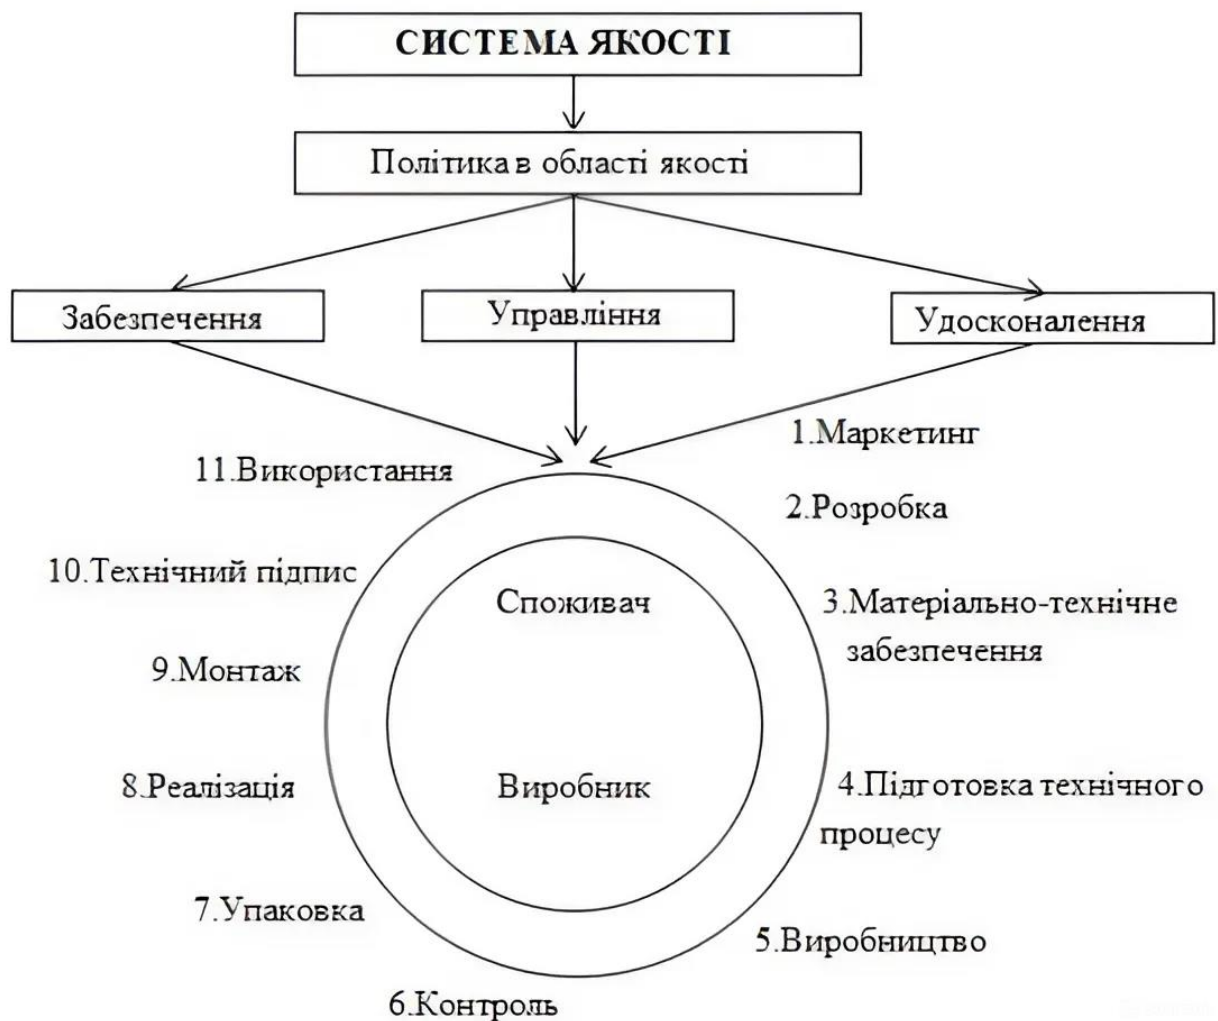 СИСТЕМА ЯКОСТІ
Політика в області якості
Забезпечення
Управління
Удосконалення
1.Маркетинг
2.Розробка
3.Матеріально-технічне
забезпечення
4.Підготовка технічного
процесу
5.Виробництво
6.Контроль
7.Упаковка
8.Реалізація
9.Монтаж
10.Технічний підпис
11.Використання
Споживач
Виробник